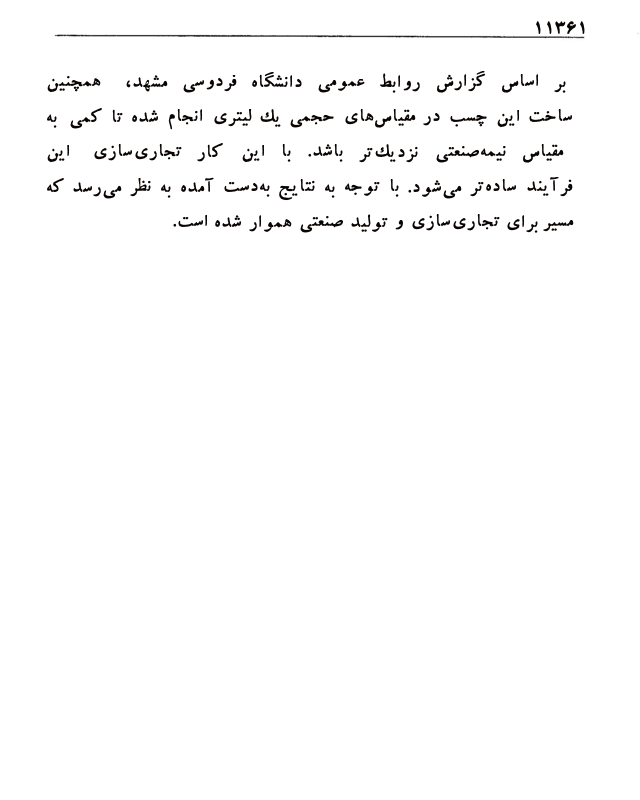 ۱۱۳۶۱
بر اساس گزارش روابط عمومی دانشگاه فردوسی مشهد، همچنین
ساخت این چسب در مقیاس‌های حجمی یك لیتری انجام شده تا کمی به
مقیاس نیمه‌صنعتی نزدیك‌تر باشد. با این کار تجاری‌سازی این
فرآیند ساده‌تر می‌شود. با توجه به نتایج به‌دست آمده به نظر می‌رسد که
مسیر برای تجاری‌سازی و تولید صنعتی هموار شده است.